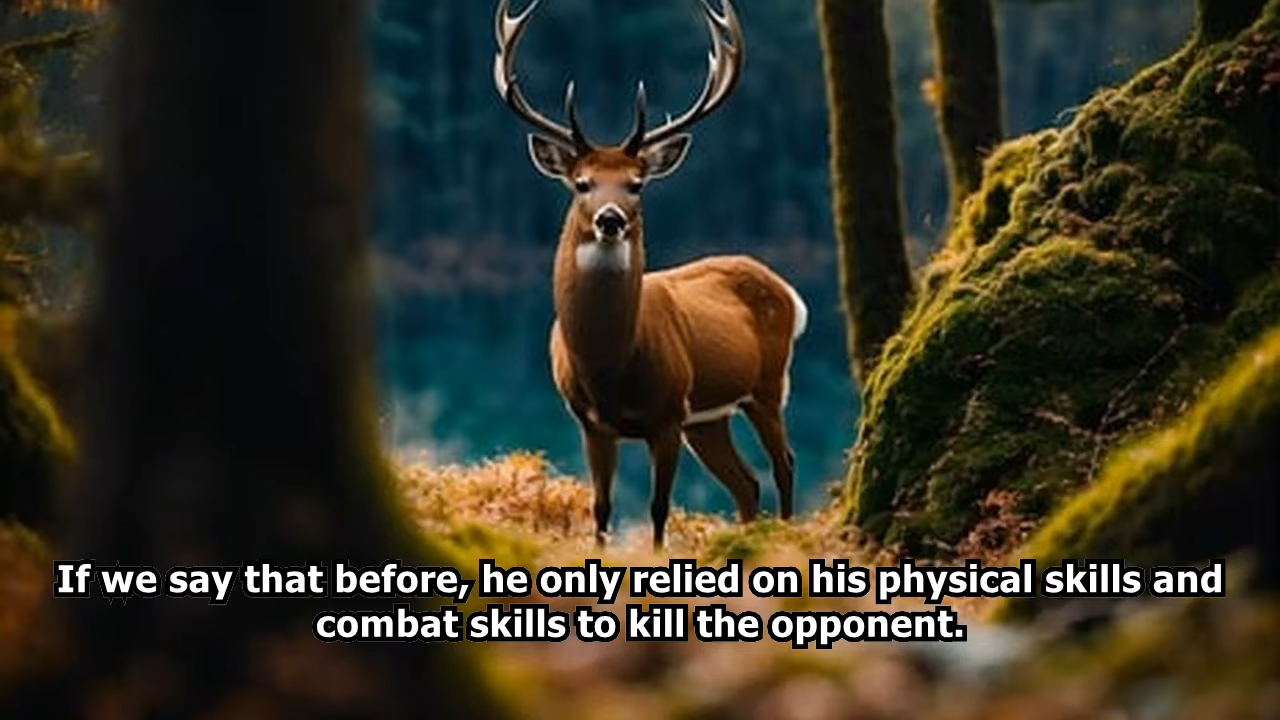 If we say that before, he only relied on his physical skills and
combat skills to kill the opponent.